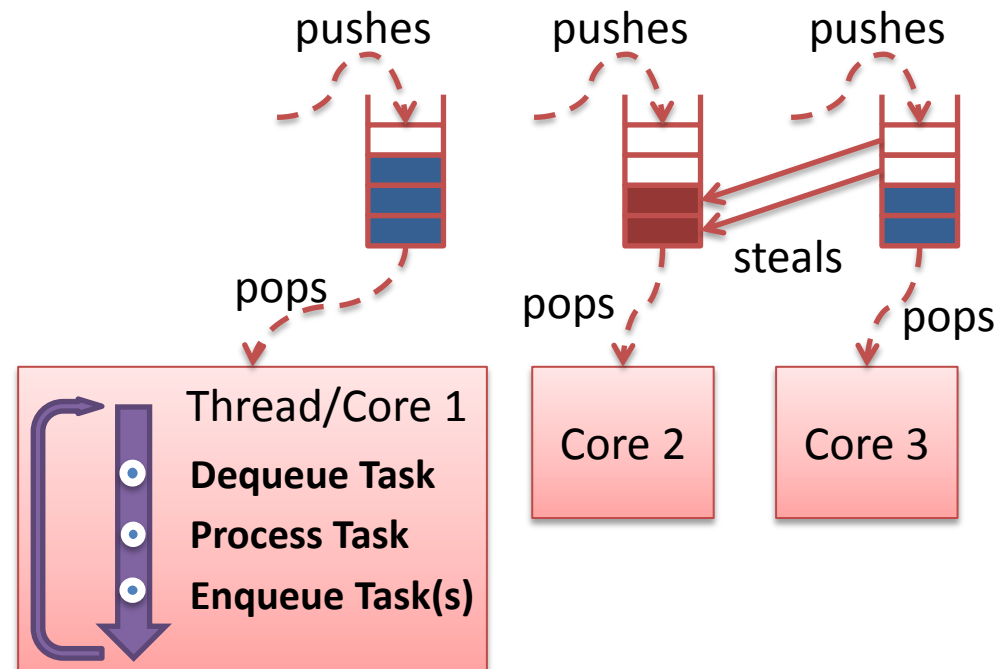 pushes
pushes
pushes
steals
pops
pops
pops
Thread/Core 1
Dequeue Task
Process Task
Enqueue Task(s)
Core 2
Core 3